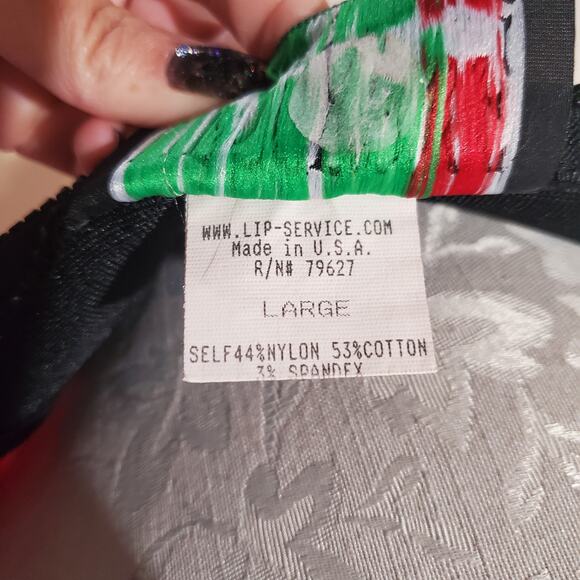 WWW.LIP-SERVICE.COM
Made in U.S.A.
R/N# 79627
LARGE
SELF44%NYLON 53%COTTON
3% SPANDEX